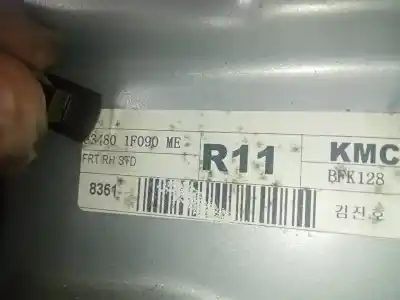 83480 1F090 ME
R11
KMC
FRT RH STD
BFK128
8361
김진호